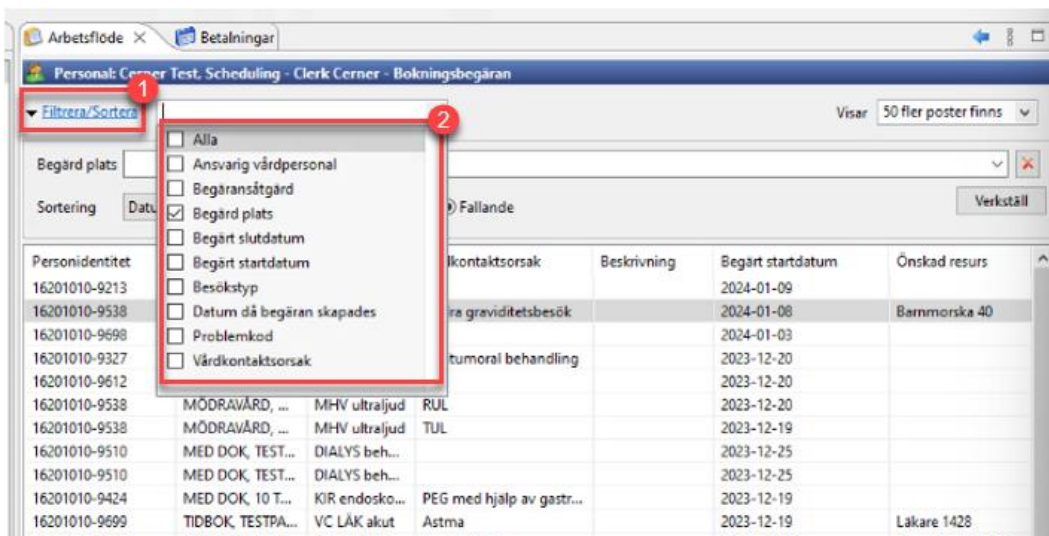 Arbetsflöde Betalningar
Personal: Cerner Test, Scheduling - Clerk Cerner - Bokningsbegäran
1
Filtrera/Sortera Visar 50 fler poster finns
2
Alla
Begärd plats Ansvarig vårdpersonal
Begäransåtgärd
Sortering Datu Begärd plats Fallande Verkställ
Begärt slutdatum
Personidentitet Begärt startdatum lkontaktsorsak Beskrivning Begärt startdatum Önskad resurs
16201010-9213 Besökstyp 2024-01-09
16201010-9538 Datum då begäran skapades ra graviditetsbesök 2024-01-08 Barnmorska 40
16201010-9698 Problemkod 2024-01-03
16201010-9327 Vårdkontaktsorsak tumoral behandling 2023-12-20
16201010-9612 2023-12-20
16201010-9538 MÖDRAVÅRD, ... MHV ultraljud RUL 2023-12-20
16201010-9538 MÖDRAVÅRD, ... MHV ultraljud TUL 2023-12-19
16201010-9510 MED DOK, TEST... DIALYS beh... 2023-12-25
16201010-9510 MED DOK, TEST... DIALYS beh... 2023-12-25
16201010-9424 MED DOK, 10 T... KIR endosko... PEG med hjälp av gastr... 2023-12-19
16201010-9699 TIDBOK, TESTPA... VC LÄK akut Astma 2023-12-19 Läkare 1428